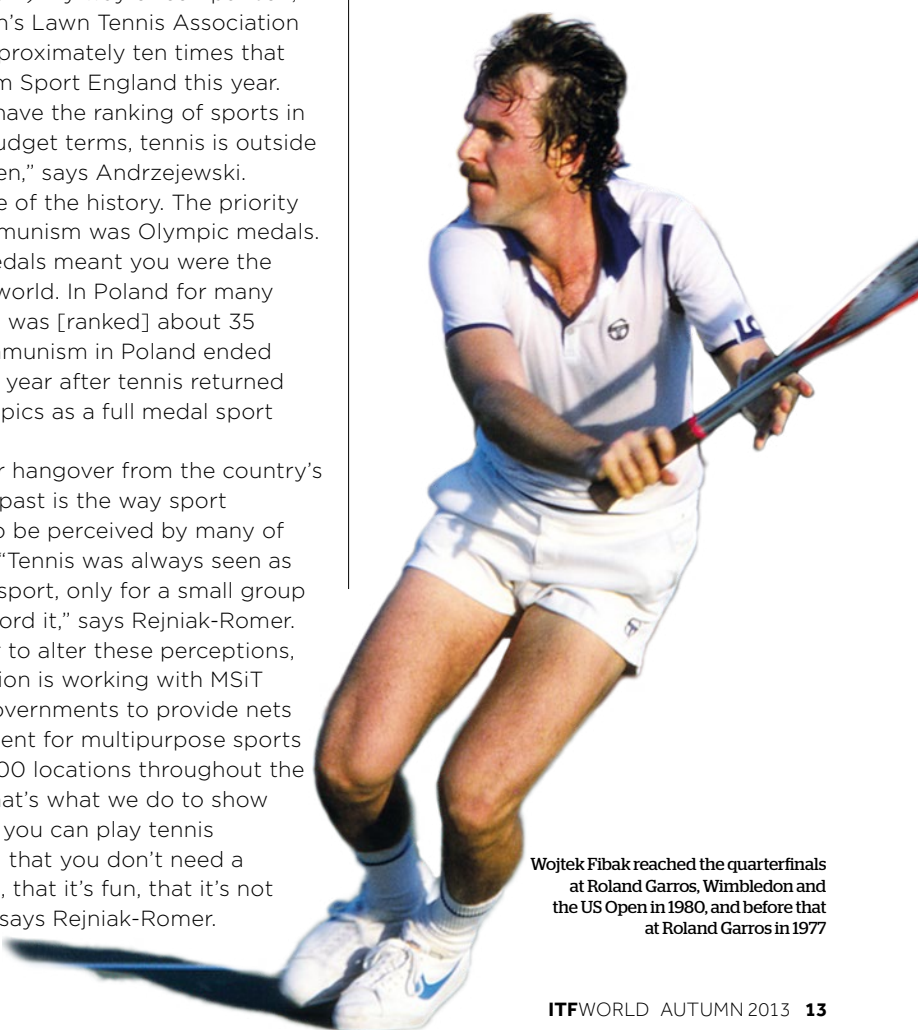 n's Lawn Tennis Association
proximately ten times that
m Sport England this year.
have the ranking of sports in
udget terms, tennis is outside
en,” says Andrzejewski.
e of the history. The priority
munism was Olympic medals.
edals meant you were the
world. In Poland for many
was [ranked] about 35
mmunism in Poland ended
year after tennis returned
pics as a full medal sport
r hangover from the country’s
past is the way sport
o be perceived by many of
“Tennis was always seen as
sport, only for a small group
ord it,” says Rejniak-Romer.
to alter these perceptions,
ion is working with MSiT
overnments to provide nets
ent for multipurpose sports
00 locations throughout the
at’s what we do to show
you can play tennis
that you don’t need a
, that it’s fun, that it’s not
says Rejniak-Romer.
Wojtek Fibak reached the quarterfinals
at Roland Garros, Wimbledon and
the US Open in 1980, and before that
at Roland Garros in 1977
ITFWORLD AUTUMN 2013 13